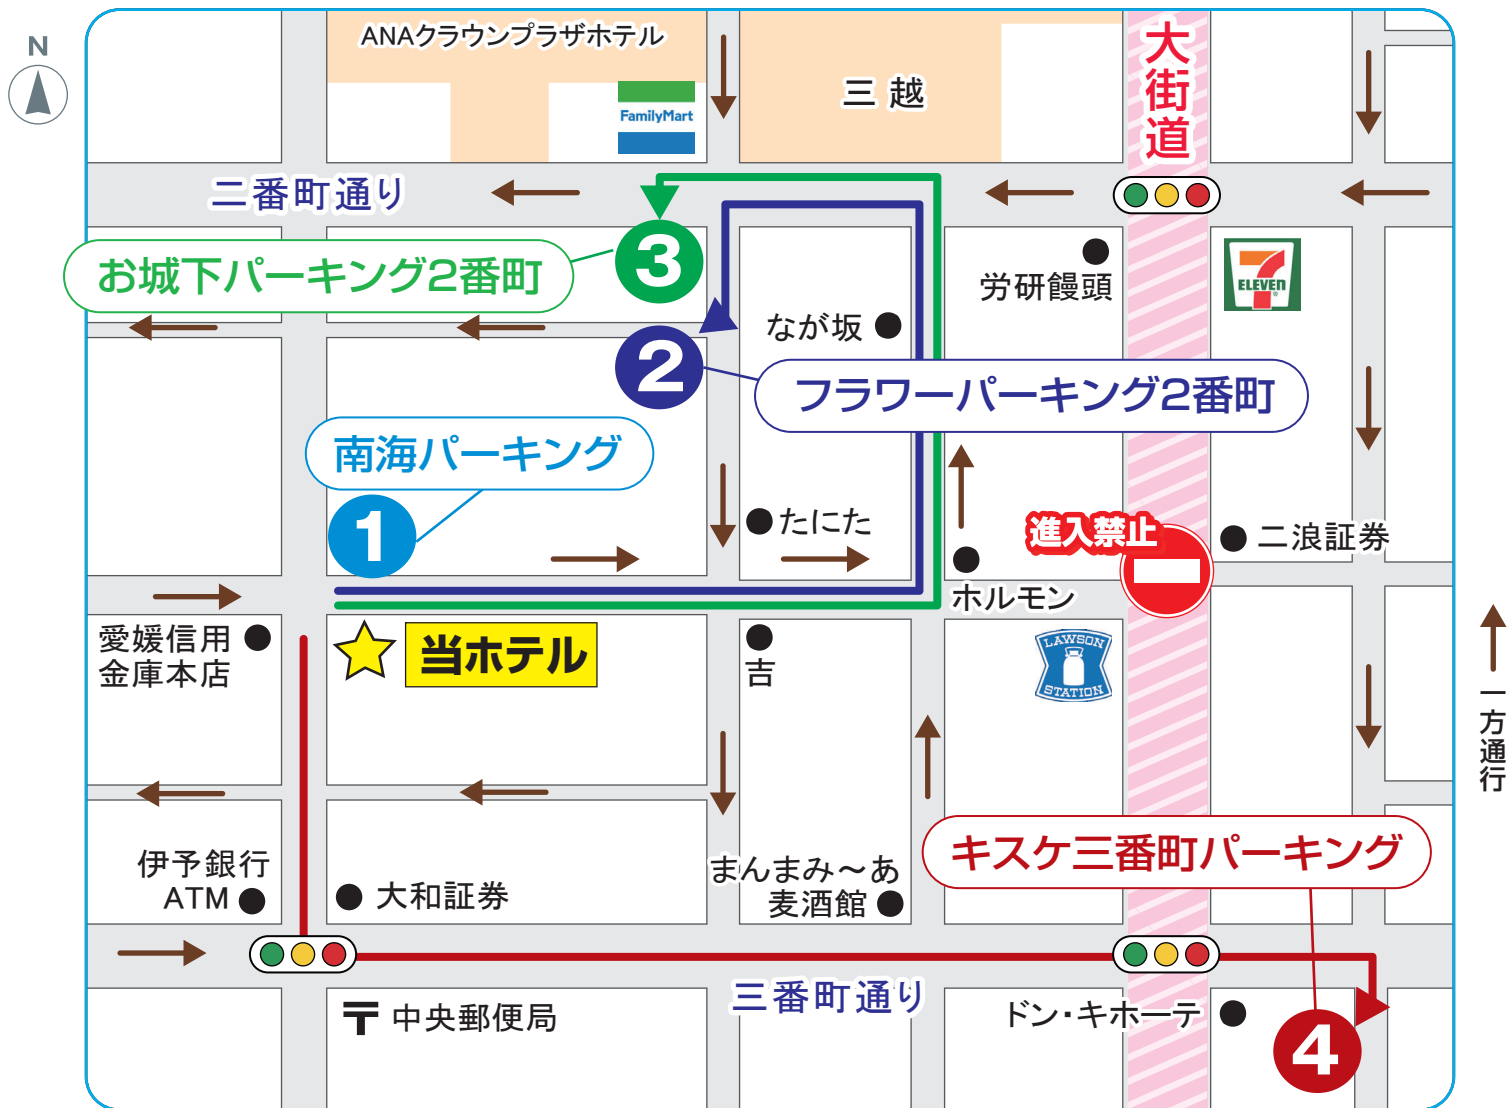 N
ANAクラウンプラザホテル
FamilyMart
三越
大街道
二番町通り
お城下パーキング2番町
3
労研饅頭
7
ELEVEN
なが坂
2
フラワーパーキング2番町
南海パーキング
1
たにた
進入禁止
二浪証券
ホルモン
愛媛信用
金庫本店
当ホテル
吉
LAWSON
STATION
一方通行
キスケ三番町パーキング
伊予銀行
ATM
大和証券
まんまみ〜あ
麦酒館
三番町通り
〒中央郵便局
ドン・キホーテ
4